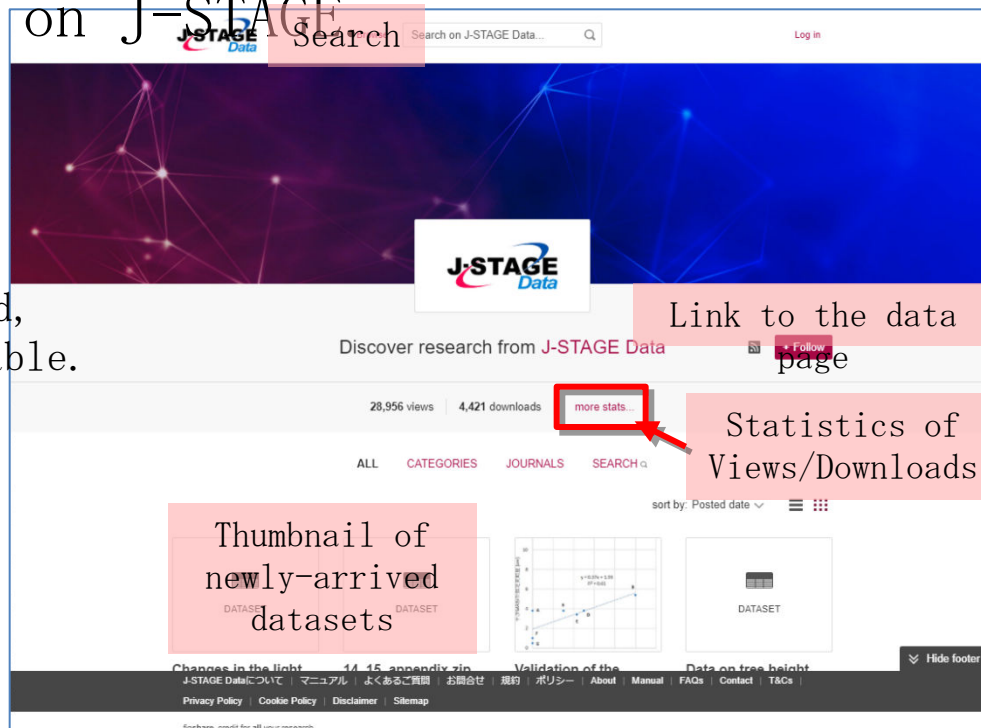 on J-STAGE
J-STAGE
Data
Search
Search on J-STAGE Data...
Log in
J-STAGE
Data
d,
ble.
Link to the data
page
Discover research from J-STAGE Data
+ Follow
28,956 views 4,421 downloads more stats...
Statistics of
Views/Downloads
ALL CATEGORIES JOURNALS SEARCH
sort by: Posted date
Thumbnail of
newly-arrived
datasets
DATASET DATASET DATASET
Changes in the light 14_15_appendix.zip Validation of the Data on tree height
Hide footer
J-STAGE Dataについて | マニュアル | よくあるご質問 | お問合せ | 規約 | ポリシー | About | Manual | FAQs | Contact | T&Cs |
Privacy Policy | Cookie Policy | Disclaimer | Sitemap
figshare. credit for all your research.